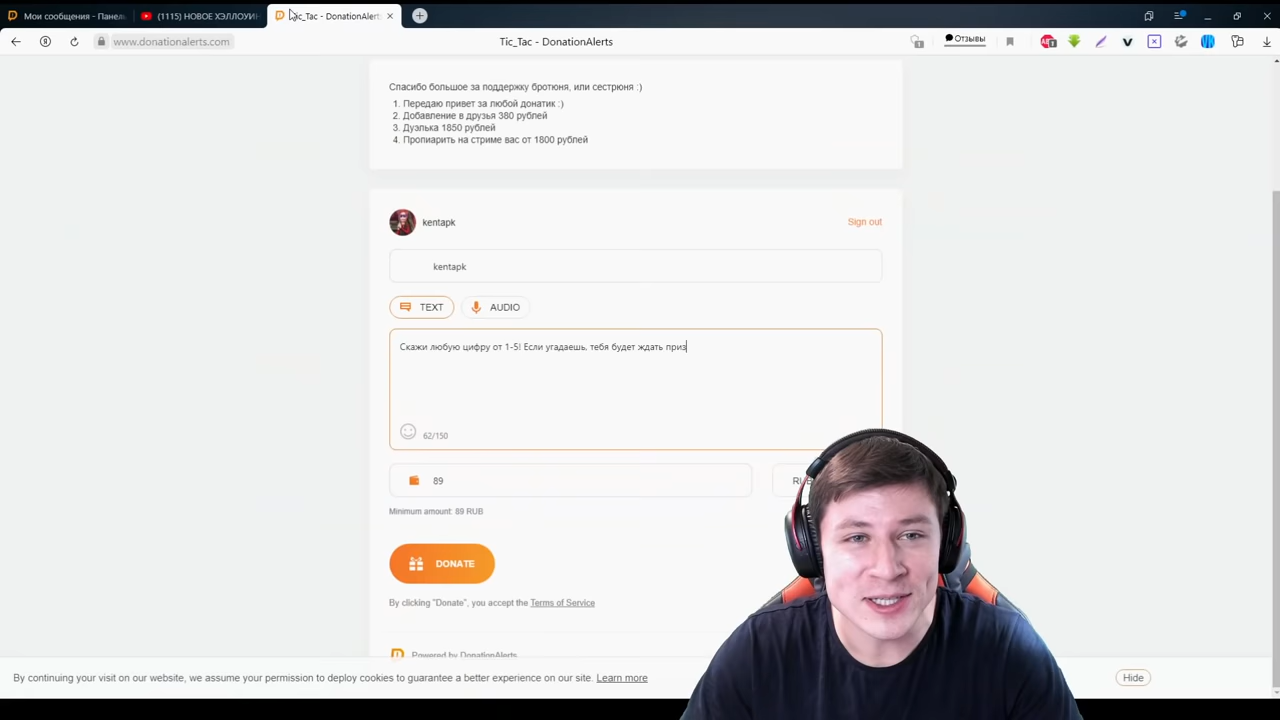 Мои сообщения - Панель
(1115) НОВОЕ ХЭЛЛОУИН
Tic_Tac - DonationAlerts
www.donationalerts.com
Tic_Tac - DonationAlerts
Отзывы
Спасибо большое за поддержку бротюня, или сестрюня :)
1. Передаю привет за любой донатик :)
2. Добавление в друзья 380 рублей
3. Дуэлька 1850 рублей
4. Пропиарить на стриме вас от 1800 рублей
kentapk
Sign out
kentapk
TEXT
AUDIO
Скажи любую цифру от 1-5! Если угадаешь, тебя будет ждать приз
62/150
89
RUB
Minimum amount: 89 RUB
DONATE
By clicking "Donate", you accept the Terms of Service
Powered by DonationAlerts
By continuing your visit on our website, we assume your permission to deploy cookies to guarantee a better experience on our site. Learn more
Hide